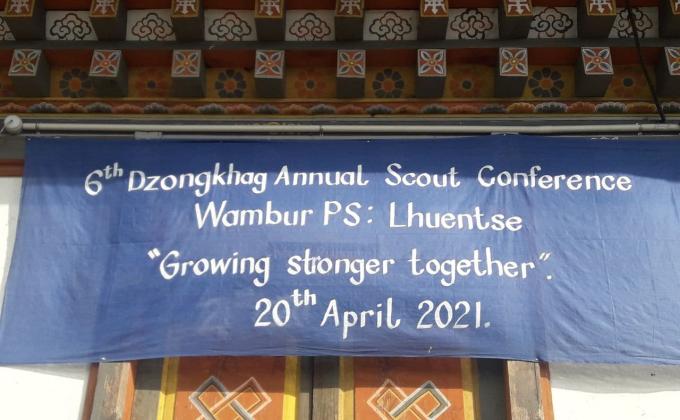 6th Dzongkhag Annual Scout Conference
Wambur PS: Lhuentse
"Growing stronger together".
20th April 2021.